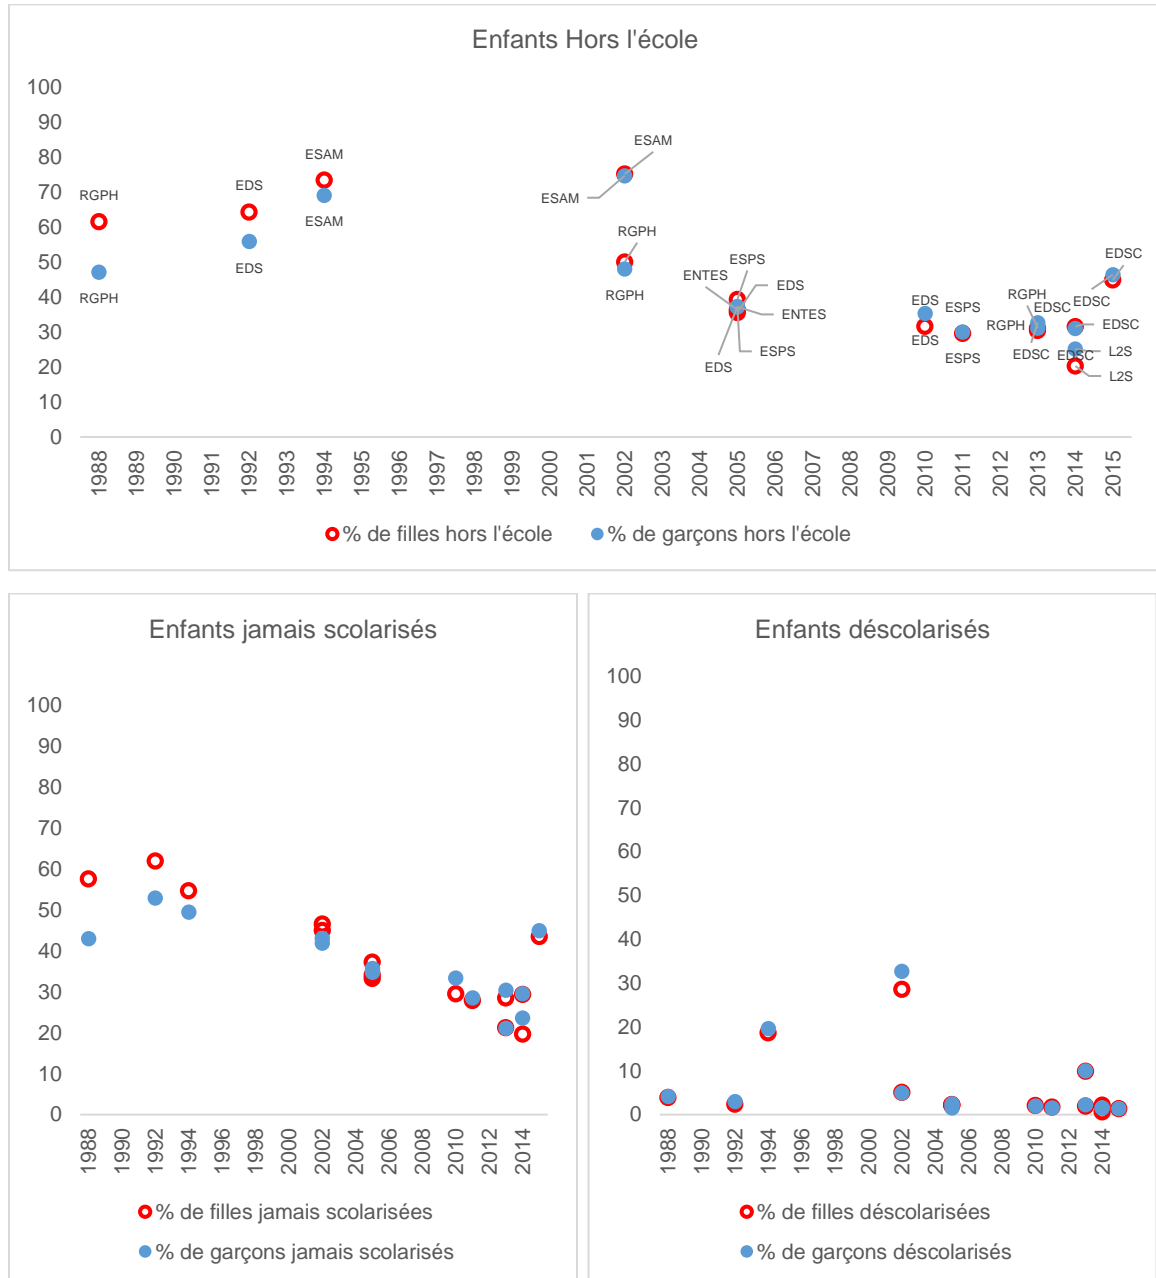 Enfants Hors l'école
100
90
80
70
60
50
40
30
20
10
0
RGPH
RGPH
EDS
EDS
ESAM
ESAM
ESAM
ESAM
RGPH
RGPH
ENTES
ESPS
EDS
ENTES
ESPS
EDS
EDS
EDS
ESPS
ESPS
RGPH
EDSC
RGPH
EDSC
EDSC
EDSC
EDSC
EDSC
L2S
L2S
1988
1989
1990
1991
1992
1993
1994
1995
1996
1997
1998
1999
2000
2001
2002
2003
2004
2005
2006
2007
2008
2009
2010
2011
2012
2013
2014
2015
% de filles hors l'école
% de garçons hors l'école
Enfants jamais scolarisés
100
90
80
70
60
50
40
30
20
10
0
1988
1990
1992
1994
1996
1998
2000
2002
2004
2006
2008
2010
2012
2014
% de filles jamais scolarisées
% de garçons jamais scolarisés
Enfants déscolarisés
100
90
80
70
60
50
40
30
20
10
0
1988
1990
1992
1994
1996
1998
2000
2002
2004
2006
2008
2010
2012
2014
% de filles déscolarisées
% de garçons déscolarisés